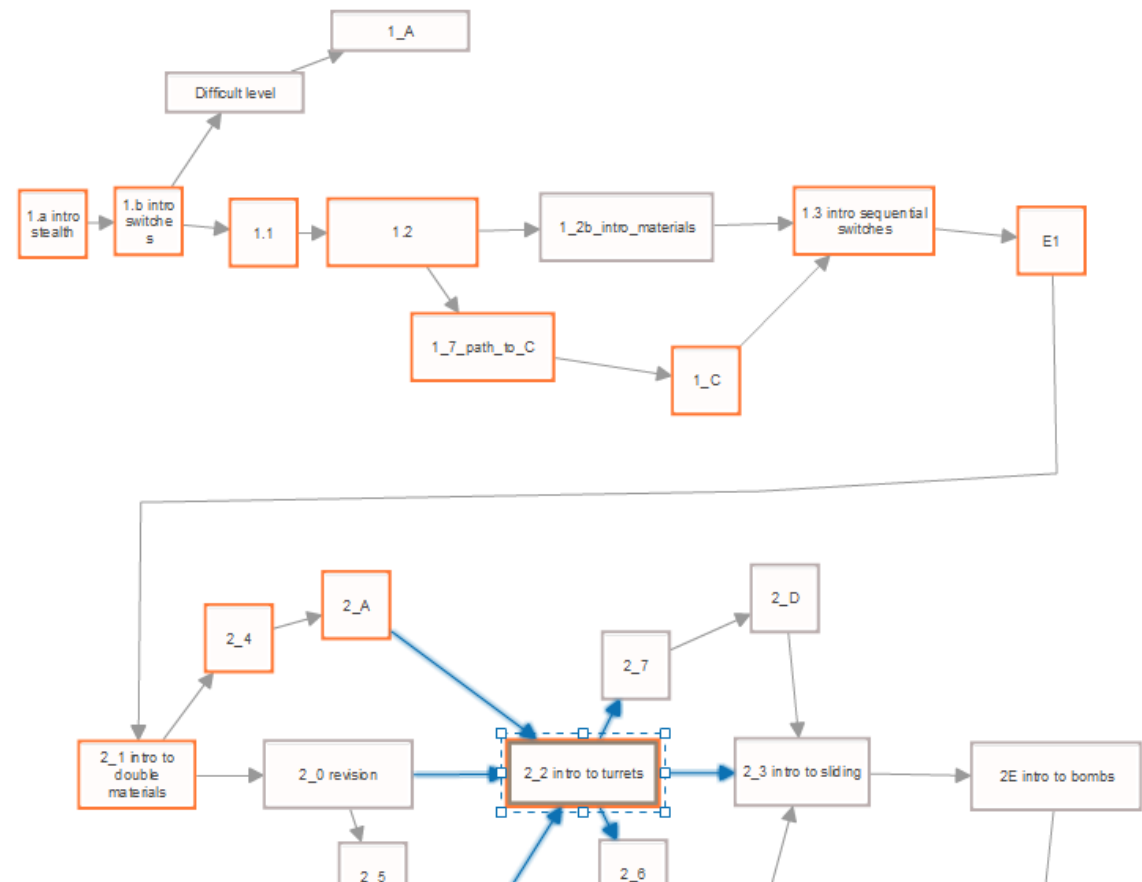 1_A
Difficult level
1.a intro
stealth
1.b intro
switche
s
1.1
1.2
1_2b_intro_materials
1.3 intro sequential
switches
E1
1_7_path_to_C
1_C
2_A
2_4
2_D
2_7
2_1 intro to
double
materials
2_0 revision
2_2 intro to turrets
2_3 intro to sliding
2E intro to bombs
2_5
2_6